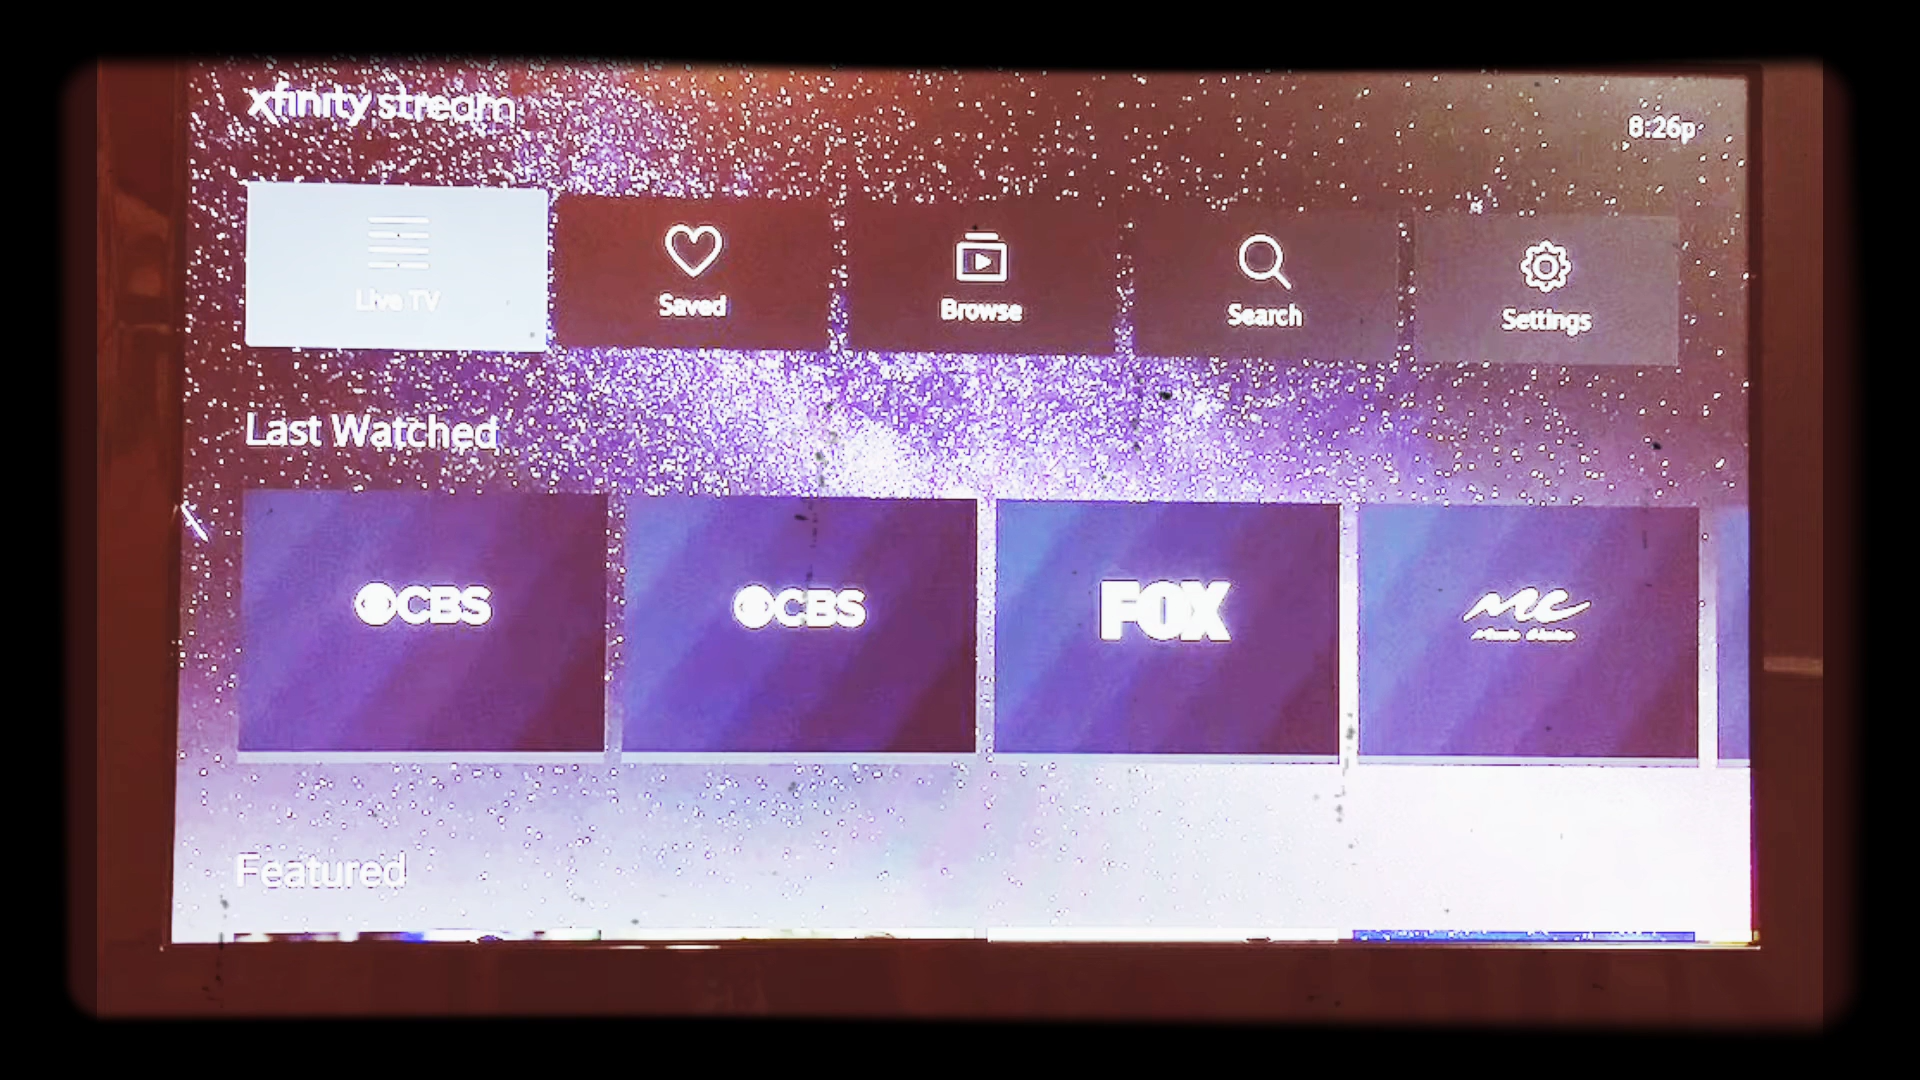 xfinity stream
8:26p
Live TV
Saved
Browse
Search
Settings
Last Watched
CBS
CBS
FOX
mc
Featured